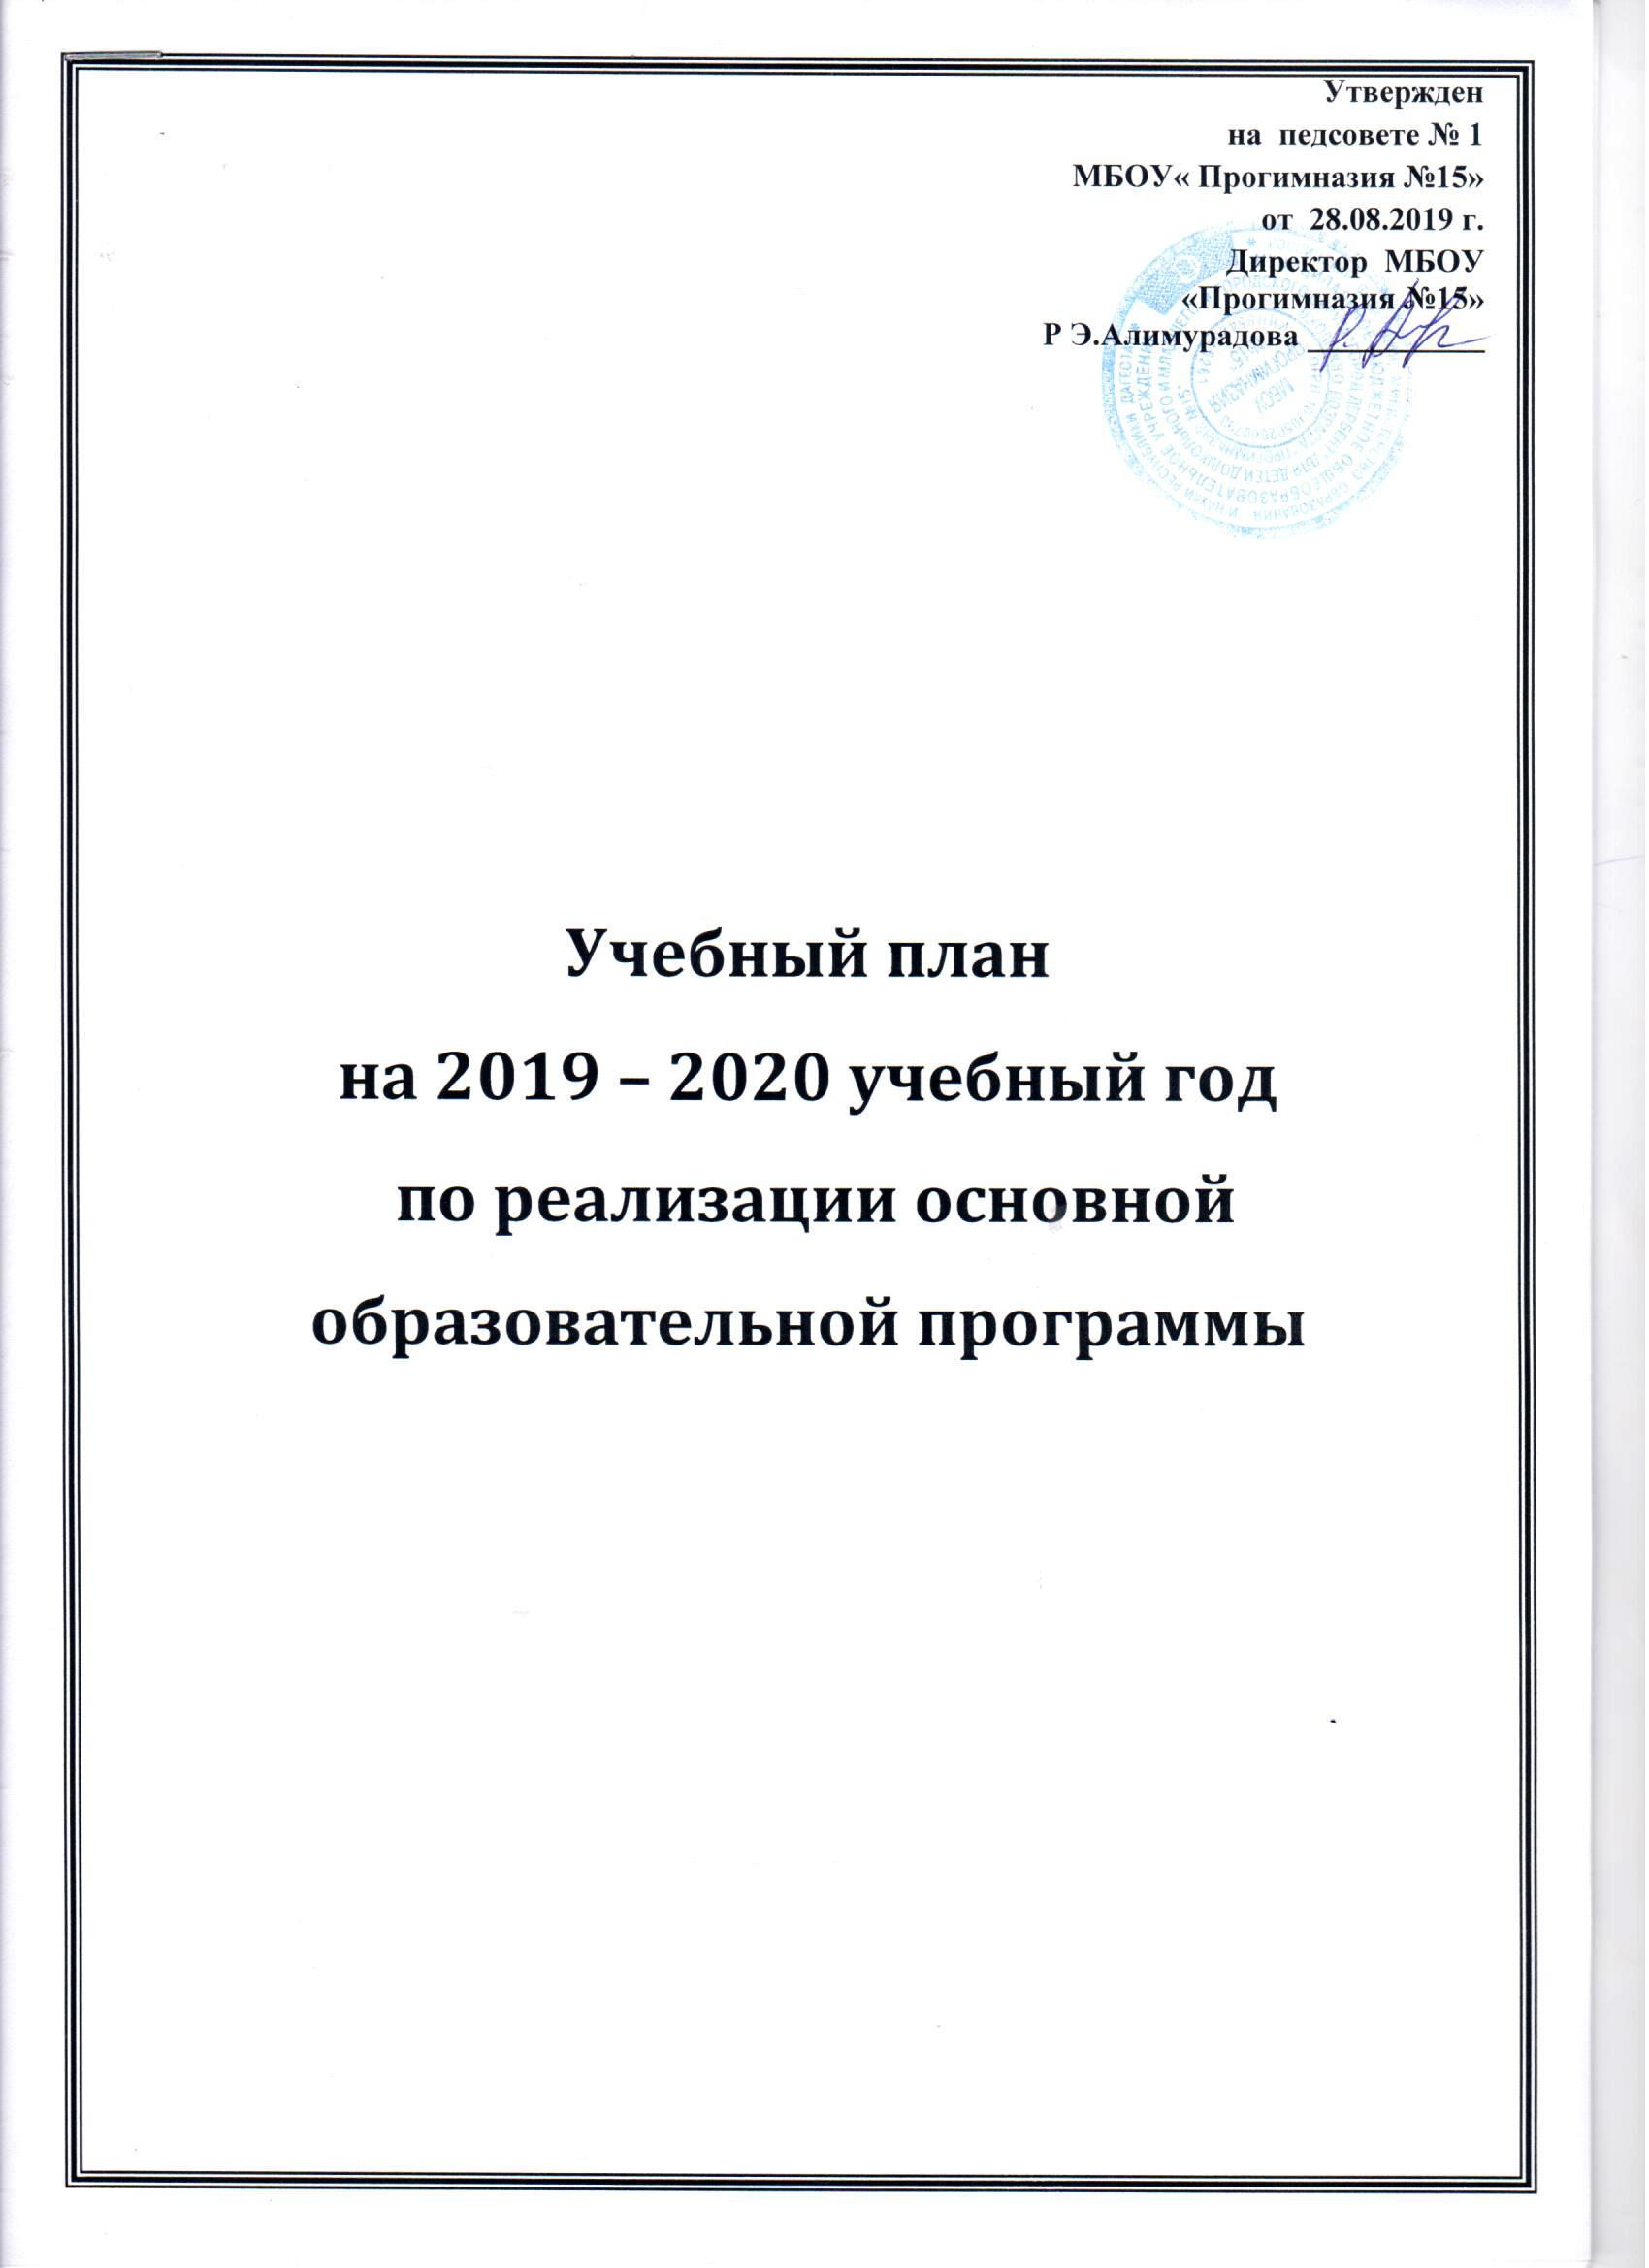 Утвержден
на педсовете № 1
МБОУ« Прогимназия №15»
от 28.08.2019 г.
Директор МБОУ
«Прогимназия №15»
Р Э.Алимурадова ___________
Учебный план
на 2019 – 2020 учебный год
по реализации основной
образовательной программы